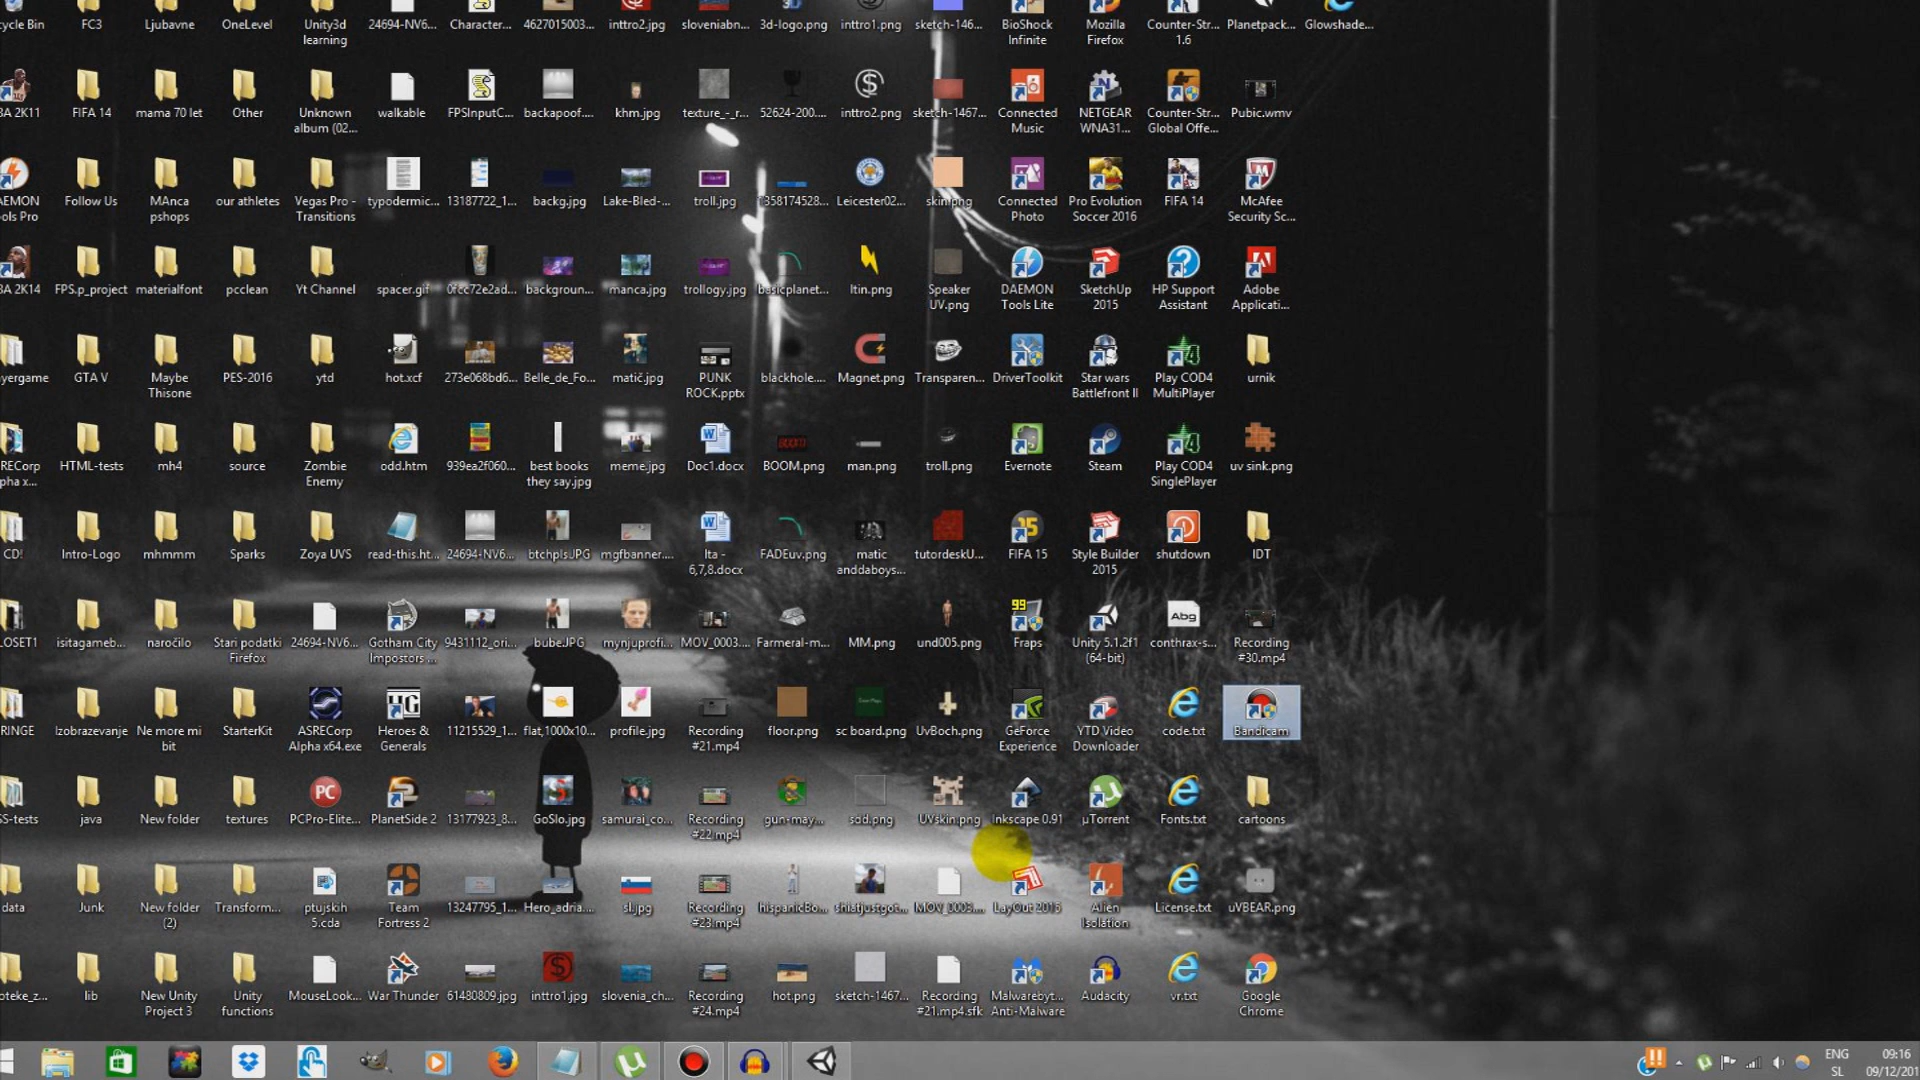 cycle Bin
FC3
Ljubavne
OneLevel
Unity3d
learning
24694-NV6...
Character...
4627015003...
inttro2.jpg
sloveniabn...
3d-logo.png
inttro1.png
sketch-146...
BioShock
Infinite
Mozilla
Firefox
Counter-Str...
1.6
Planetpack...
Glowshade...
BA 2K11
FIFA 14
mama 70 let
Other
Unknown
album (02...
walkable
FPSInputC...
backapoof....
khm.jpg
texture_-_r...
52624-200....
inttro2.png
sketch-1467...
Connected
Music
NETGEAR
WNA31...
Counter-Str...
Global Offe...
Pubic.wmv
AEMON
ols Pro
Follow Us
MAnca
pshops
our athletes
Vegas Pro -
Transitions
typodermic...
13187722_1...
backg.jpg
Lake-Bled-...
troll.jpg
1358174528...
Leicester02...
skin.png
Connected
Photo
Pro Evolution
Soccer 2016
FIFA 14
McAfee
Security Sc...
BA 2K14
FPS.p_project
materialfont
pcclean
Yt Channel
spacer.gif
0fcc72e2ad...
backgroun...
manca.jpg
trollogy.jpg
basicplanet...
ltin.png
Speaker
UV.png
DAEMON
Tools Lite
SketchUp
2015
HP Support
Assistant
Adobe
Applicati...
ayergame
GTA V
Maybe
Thisone
PES-2016
ytd
hot.xcf
273e068bd6...
Belle_de_Fo...
matič.jpg
PUNK
ROCK.pptx
blackhole....
Magnet.png
Transparen...
DriverToolkit
Star wars
Battlefront II
Play COD4
MultiPlayer
urnik
RECorp
pha x...
HTML-tests
mh4
source
Zombie
Enemy
odd.htm
939ea2f060...
best books
they say.jpg
meme.jpg
Doc1.docx
BOOM.png
man.png
troll.png
Evernote
Steam
Play COD4
SinglePlayer
uv sink.png
CD!
Intro-Logo
mhmmm
Sparks
Zoya UVS
read-this.ht...
24694-NV6...
btchplsJPG
mgfbanner....
Ita -
6,7,8.docx
FADEuv.png
matic
anddaboys...
tutordeskU...
FIFA 15
Style Builder
2015
shutdown
IDT
LOSET1
isitagameb...
naročilo
Stari podatki
Firefox
24694-NV6...
Gotham City
Impostors ...
9431112_ori...
bube.JPG
mynjuprofi...
MOV_0003....
Farmeral-m...
MM.png
und005.png
Fraps
Unity 5.1.2f1
(64-bit)
conthrax-s...
Recording
#30.mp4
RINGE
Izobrazevanje
Ne more mi
bit
StarterKit
ASRECorp
Alpha x64.exe
Heroes &
Generals
11215529_1...
flat,1000x10...
profile.jpg
Recording
#21.mp4
floor.png
sc board.png
UvBoch.png
GeForce
Experience
YTD Video
Downloader
code.txt
Bandicam
SS-tests
java
New folder
textures
PCPro-Elite...
PlanetSide 2
13177923_8...
GoSlo.jpg
samurai_co...
Recording
#22.mp4
gun-may...
sdd.png
UVskin.png
Inkscape 0.91
µTorrent
Fonts.txt
cartoons
data
Junk
New folder
(2)
Transform...
ptujskih
5.cda
Team
Fortress 2
13247795_1...
Hero_adria...
sl.jpg
Recording
#23.mp4
hispanicBo...
shiatjustgot...
MOV_0003....
LayOut 2015
Alien
Isolation
License.txt
uVBEAR.png
oteke_z...
lib
New Unity
Project 3
Unity
functions
MouseLook...
War Thunder
61480809.jpg
inttro1.jpg
slovenia_ch...
Recording
#24.mp4
hot.png
sketch-1467...
Recording
#21.mp4.sfk
Malwarebyt...
Anti-Malware
Audacity
vr.txt
Google
Chrome
ENG
SL
09:16
09/12/201